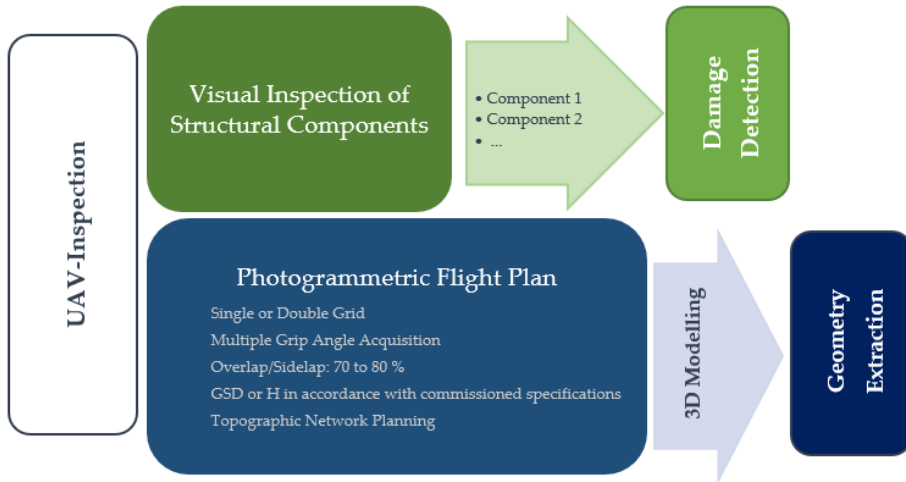 UAV-Inspection
Visual Inspection of
Structural Components
• Component 1
• Component 2
• ...
Damage
Detection
Photogrammetric Flight Plan
Single or Double Grid
Multiple Grip Angle Acquisition
Overlap/Sidelap: 70 to 80 %
GSD or H in accordance with commissioned specifications
Topographic Network Planning
3D Modelling
Geometry
Extraction